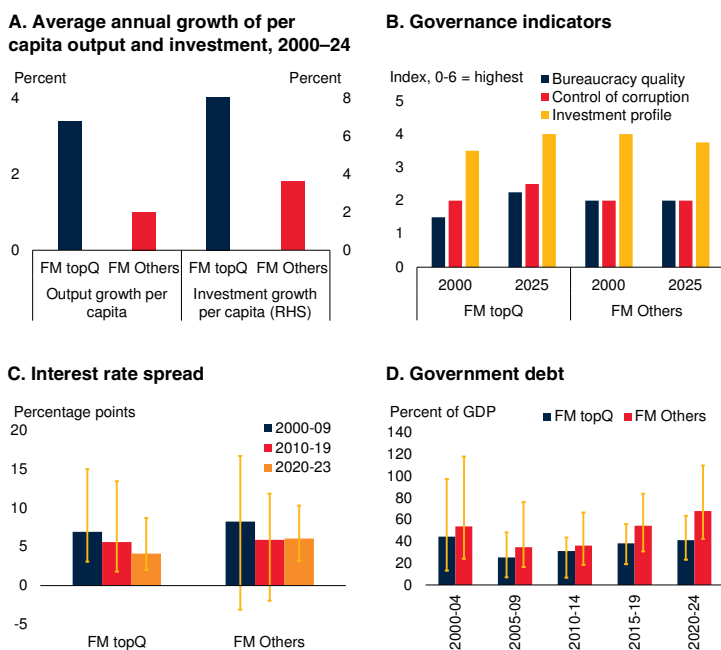 A. Average annual growth of per
capita output and investment, 2000–24
Percent
Percent
4
2
0
8
6
4
2
0
FM topQ
FM Others
FM topQ
FM Others
Output growth per
capita
Investment growth
per capita (RHS)
B. Governance indicators
Index, 0-6 = highest
Bureaucracy quality
Control of corruption
Investment profile
5
4
3
2
1
0
2000
2025
2000
2025
FM topQ
FM Others
C. Interest rate spread
Percentage points
2000-09
2010-19
2020-23
20
15
10
5
0
-5
FM topQ
FM Others
D. Government debt
Percent of GDP
FM topQ
FM Others
140
120
100
80
60
40
20
0
2000-04
2005-09
2010-14
2015-19
2020-24